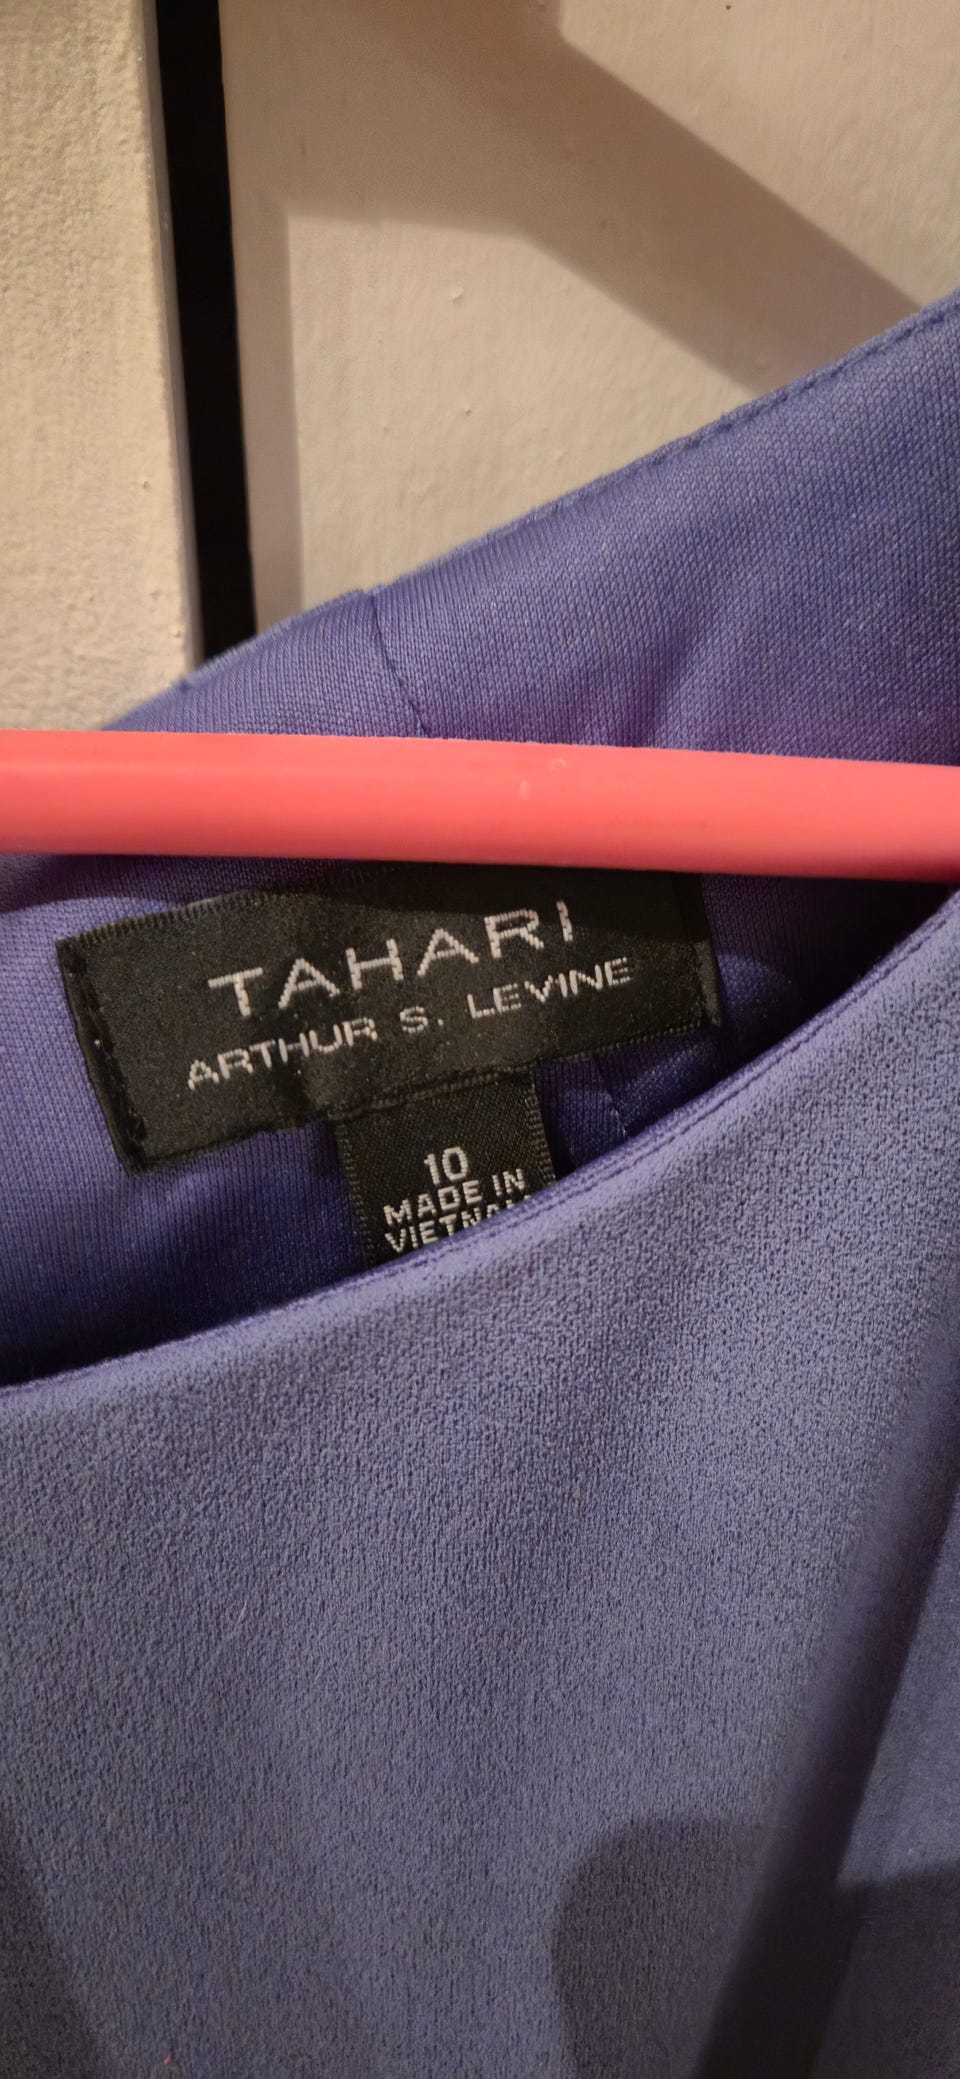 TAHARI
ARTHUR S. LEVINE
10
MADE IN